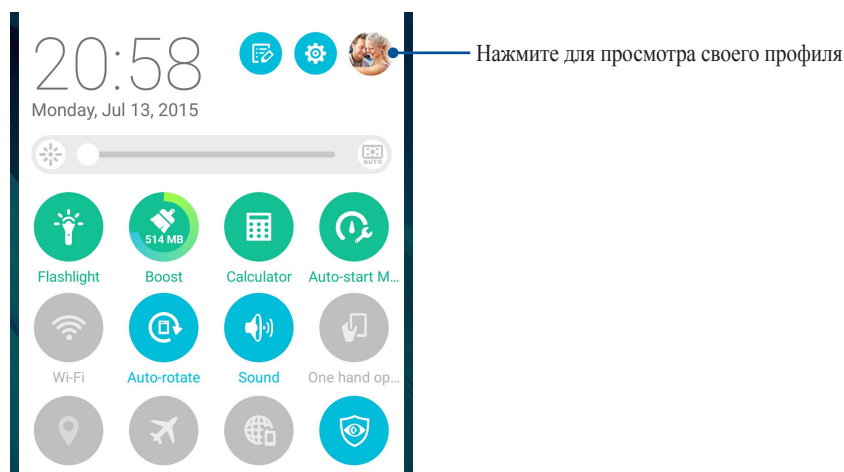 20:58
Нажмите для просмотра своего профиля
Monday, Jul 13, 2015
AUTO
514 MB
Flashlight Boost Calculator Auto-start M...
Wi-Fi Auto-rotate Sound One hand op...